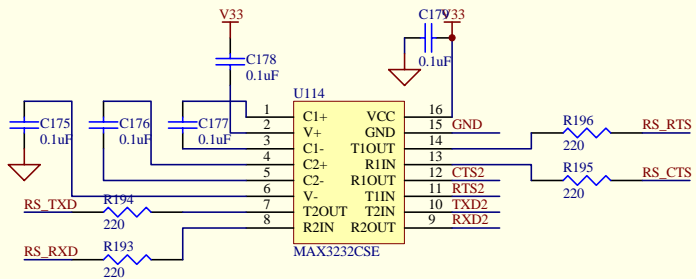 V33
C179
V33
0.1uF
C178
0.1uF
U114
C175
0.1uF
C176
0.1uF
C177
0.1uF
1 C1+ VCC 16
2 V+ GND 15 GND
3 C1- T1OUT 14
4 C2+ R1IN 13
5 C2- R1OUT 12 CTS2
6 V- T1IN 11 RTS2
7 T2OUT T2IN 10 TXD2
8 R2IN R2OUT 9 RXD2
MAX3232CSE
R196
220
RS_RTS
R195
220
RS_CTS
RS_TXD
R194
220
RS_RXD
R193
220